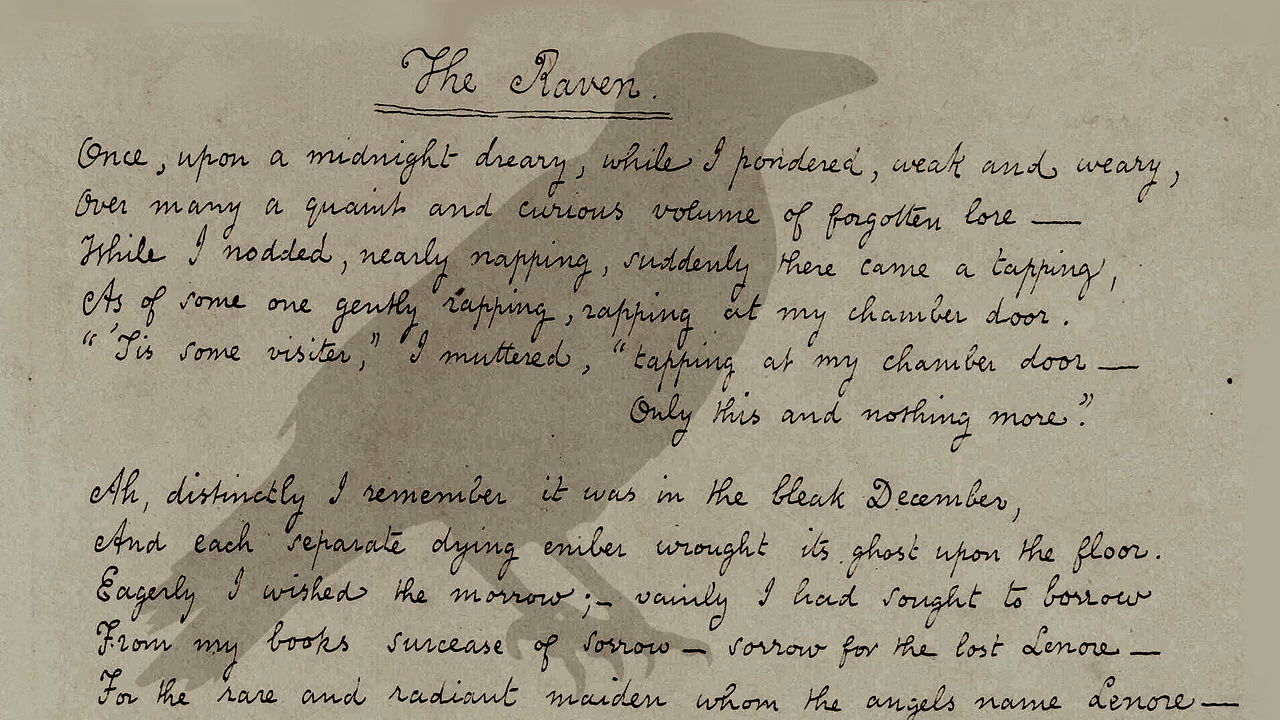 The Raven.
Once, upon a midnight dreary, while I pondered, weak and weary,
Over many a quaint and curious volume of forgotten lore —
While I nodded, nearly napping, suddenly there came a tapping,
As of some one gently rapping, rapping at my chamber door.
“ ’Tis some visiter,” I muttered, “tapping at my chamber door —
Only this and nothing more.”
Ah, distinctly I remember it was in the bleak December,
And each separate dying ember wrought its ghost upon the floor.
Eagerly I wished the morrow ;— vainly I had sought to borrow
From my books surcease of sorrow — sorrow for the lost Lenore —
For the rare and radiant maiden whom the angels name Lenore —